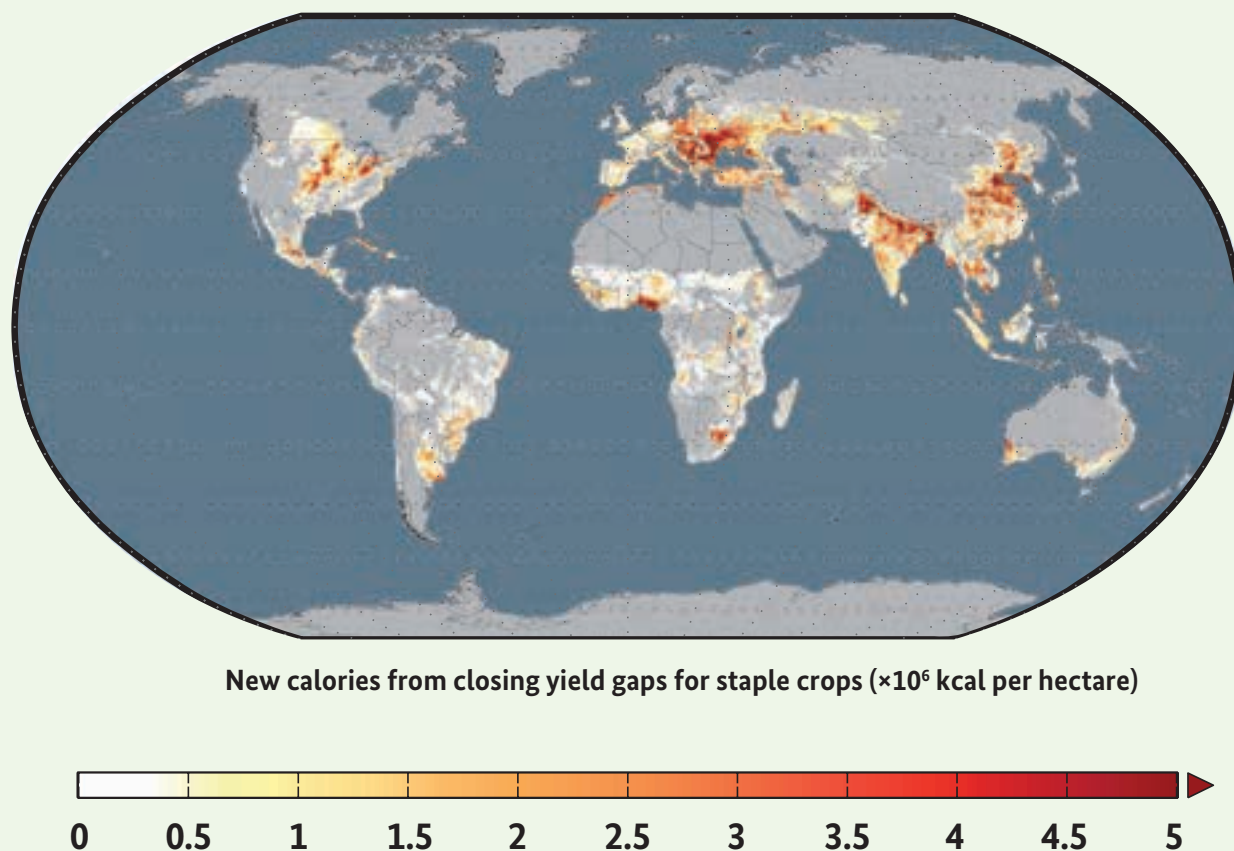 New calories from closing yield gaps for staple crops (×10⁶ kcal per hectare)
0 0.5 1 1.5 2 2.5 3 3.5 4 4.5 5